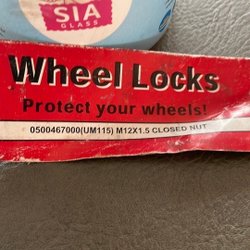 SIA
GLASS
Wheel Locks
Protect your wheels!
0500467000(UM115) M12X1.5 CLOSED NUT